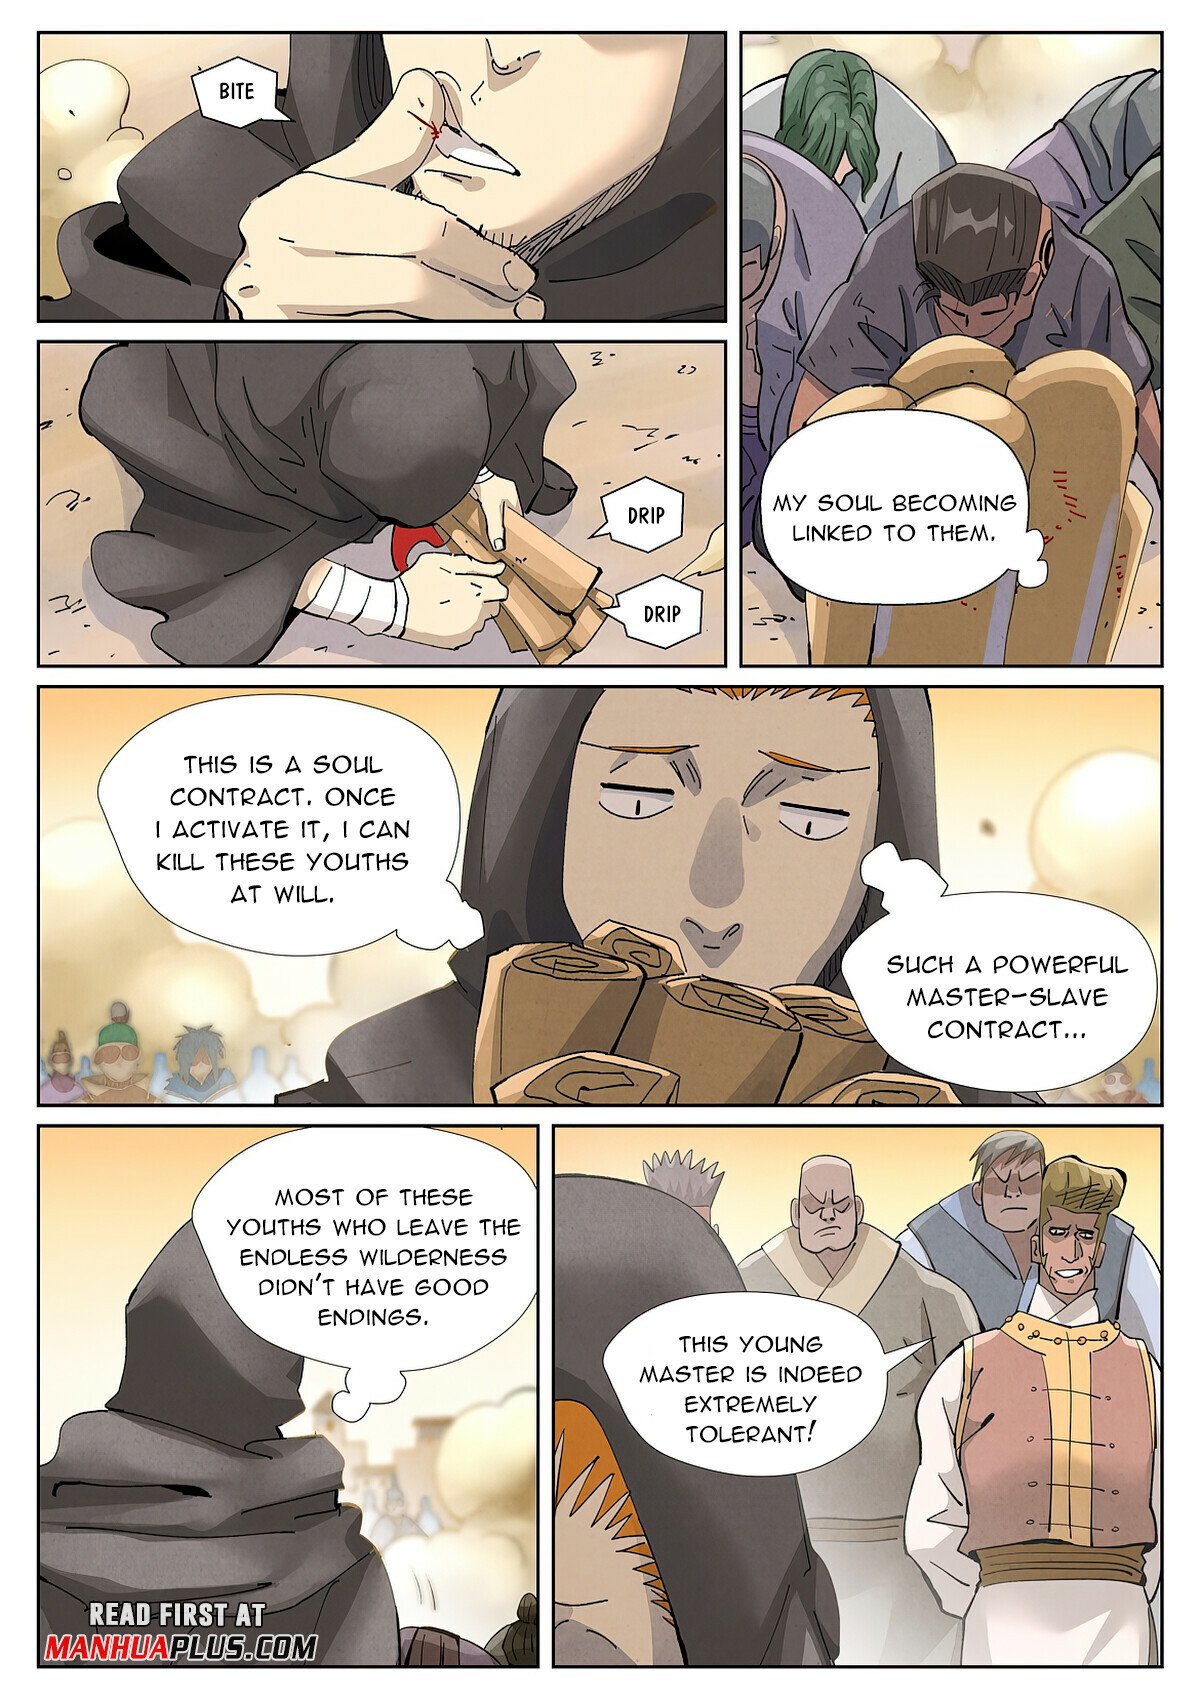 BITE
DRIP
DRIP
MY SOUL BECOMING
LINKED TO THEM.
THIS IS A SOUL
CONTRACT. ONCE
I ACTIVATE IT, I CAN
KILL THESE YOUTHS
AT WILL.
SUCH A POWERFUL
MASTER-SLAVE
CONTRACT...
MOST OF THESE
YOUTHS WHO LEAVE THE
ENDLESS WILDERNESS
DIDN'T HAVE GOOD
ENDINGS.
THIS YOUNG
MASTER IS INDEED
EXTREMELY
TOLERANT!
READ FIRST AT
MANHUAPLUS.COM